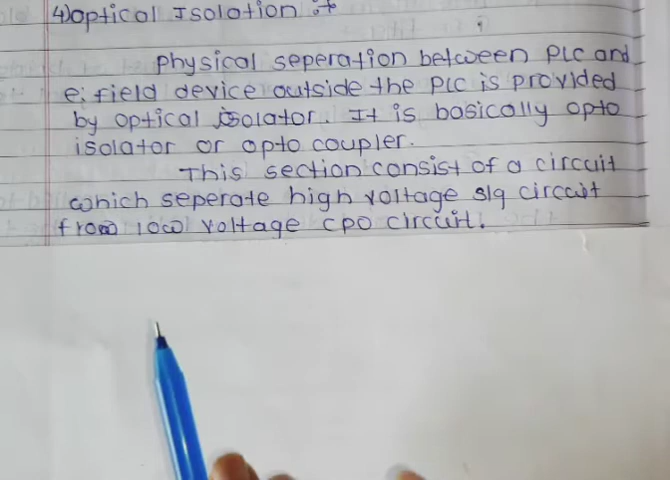 4)optical Isolation :-
physical seperation between PLC and
e: field device outside the PLC is provided
by optical isolator. It is basically opto
isolator or opto coupler.
This section consist of a circuit
which seperate high voltage sig circuit
from low voltage cpo circuit.